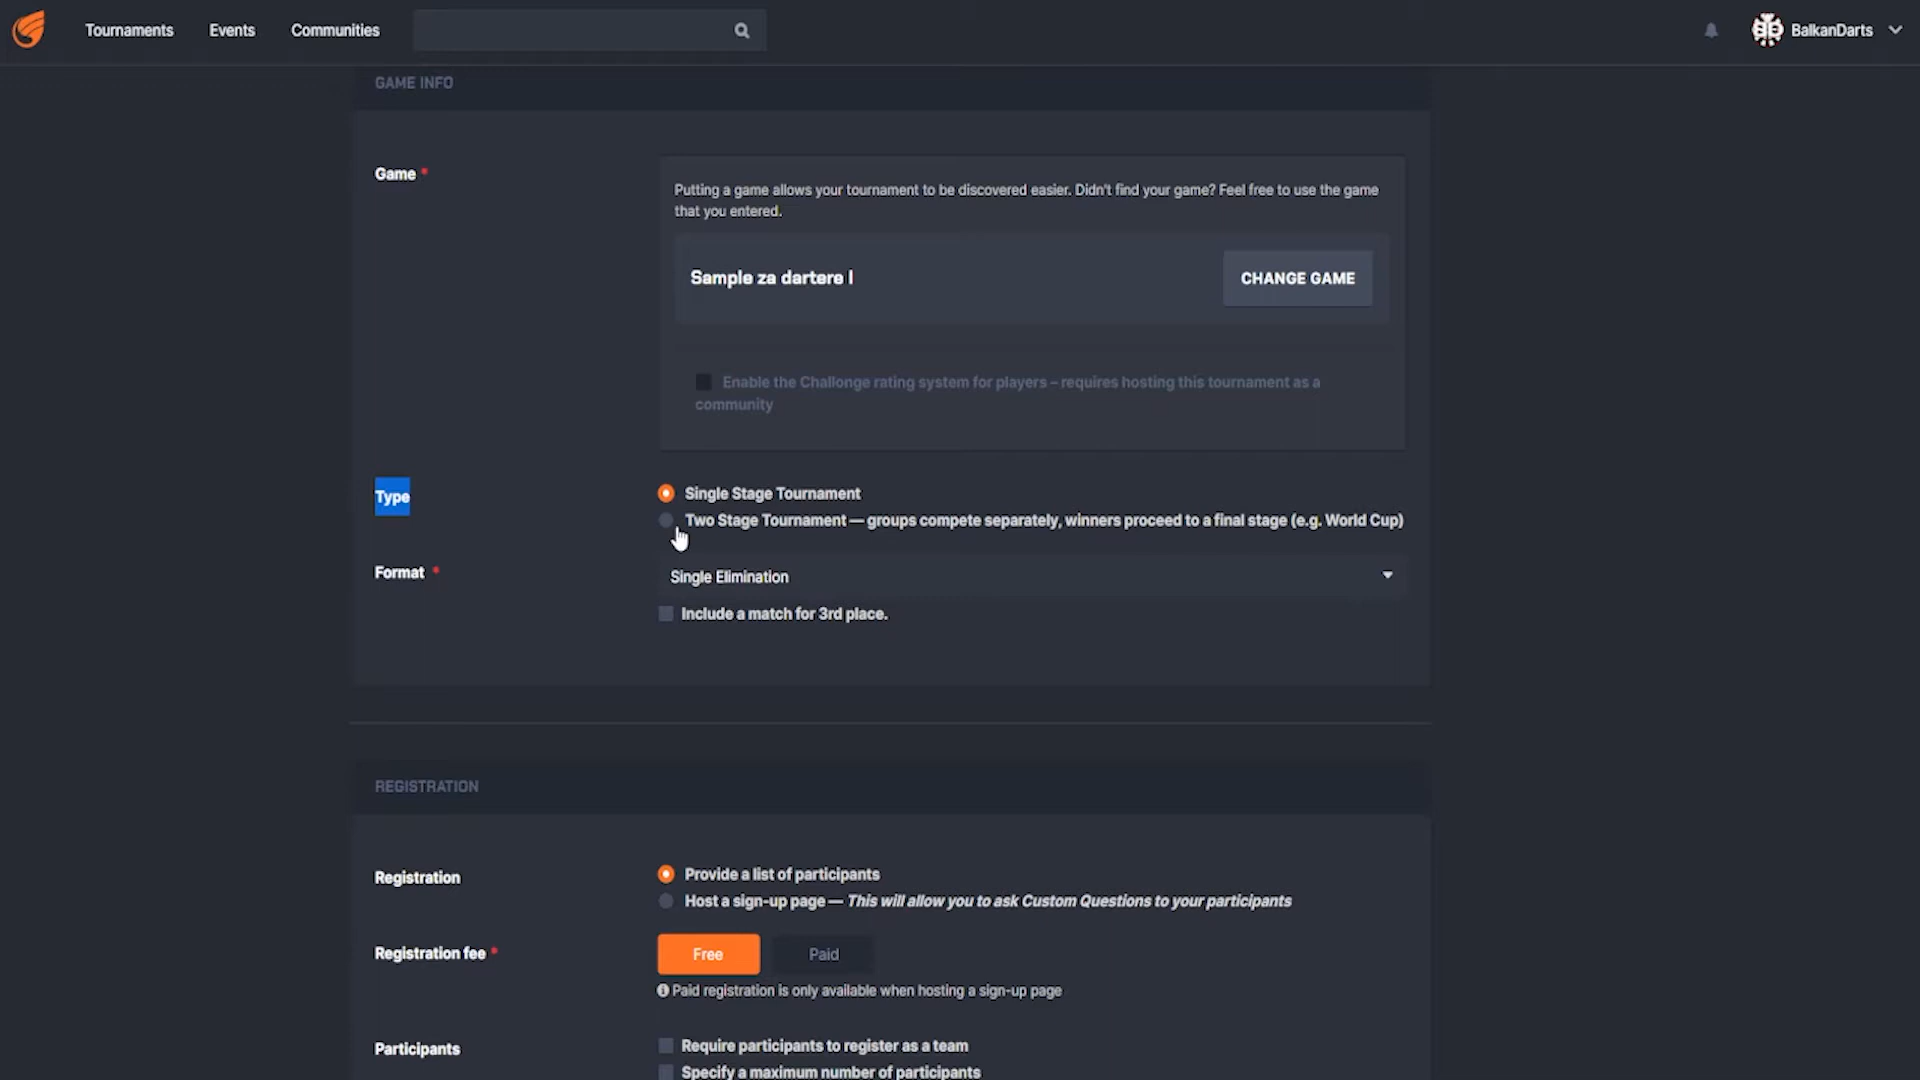 Tournaments Events Communities BalkanDarts
GAME INFO
Game *
Putting a game allows your tournament to be discovered easier. Didn't find your game? Feel free to use the game
that you entered.
Sample za dartere I
CHANGE GAME
Enable the Challonge rating system for players – requires hosting this tournament as a
community
Type
Single Stage Tournament
Two Stage Tournament — groups compete separately, winners proceed to a final stage (e.g. World Cup)
Format *
Single Elimination
Include a match for 3rd place.
REGISTRATION
Registration
Provide a list of participants
Host a sign-up page — This will allow you to ask Custom Questions to your participants
Registration fee *
Free Paid
Paid registration is only available when hosting a sign-up page
Participants
Require participants to register as a team
Specify a maximum number of participants